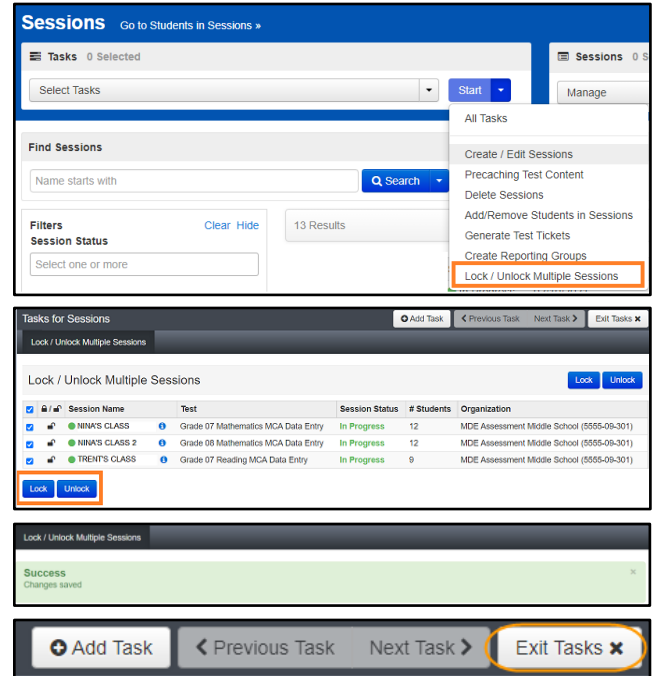 Sessions Go to Students in Sessions »
Tasks 0 Selected
Sessions 0 S
Select Tasks
Start
Manage
All Tasks
Create / Edit Sessions
Precaching Test Content
Delete Sessions
Add/Remove Students in Sessions
Generate Test Tickets
Create Reporting Groups
Lock / Unlock Multiple Sessions
Find Sessions
Name starts with
Search
Filters
Clear Hide
13 Results
Session Status
Select one or more
Tasks for Sessions
Add Task
Previous Task
Next Task
Exit Tasks ×
Lock / Unlock Multiple Sessions
Lock / Unlock Multiple Sessions
Lock Unlock
/ Session Name Test Session Status # Students Organization
NINA'S CLASS Grade 07 Mathematics MCA Data Entry In Progress 12 MDE Assessment Middle School (5555-09-301)
NINA'S CLASS 2 Grade 08 Mathematics MCA Data Entry In Progress 12 MDE Assessment Middle School (5555-09-301)
TRENT'S CLASS Grade 07 Reading MCA Data Entry In Progress 9 MDE Assessment Middle School (5555-09-301)
Lock Unlock
Lock / Unlock Multiple Sessions
Success ×
Changes saved
Add Task Previous Task Next Task Exit Tasks ×